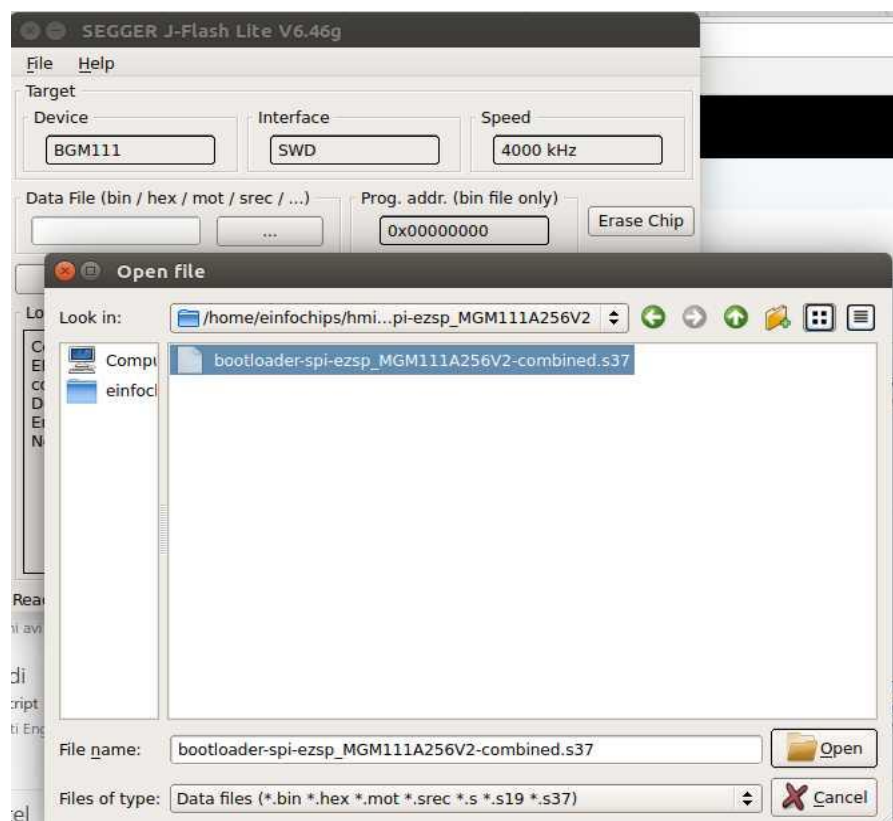 SEGGER J-Flash Lite V6.46g
File Help
Target
Device Interface Speed
BGM111 SWD 4000 kHz
Data File (bin / hex / mot / srec / ...) Prog. addr. (bin file only)
... 0x00000000 Erase Chip
Open file
Look in: /home/einfochips/hmi...pi-ezsp_MGM111A256V2
bootloader-spi-ezsp_MGM111A256V2-combined.s37
File name: bootloader-spi-ezsp_MGM111A256V2-combined.s37 Open
Files of type: Data files (*.bin *.hex *.mot *.srec *.s *.s19 *.s37) Cancel